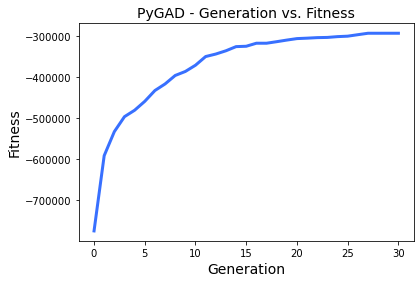 PyGAD - Generation vs. Fitness
−300000
−400000
−500000
−600000
−700000
Fitness
0 5 10 15 20 25 30
Generation